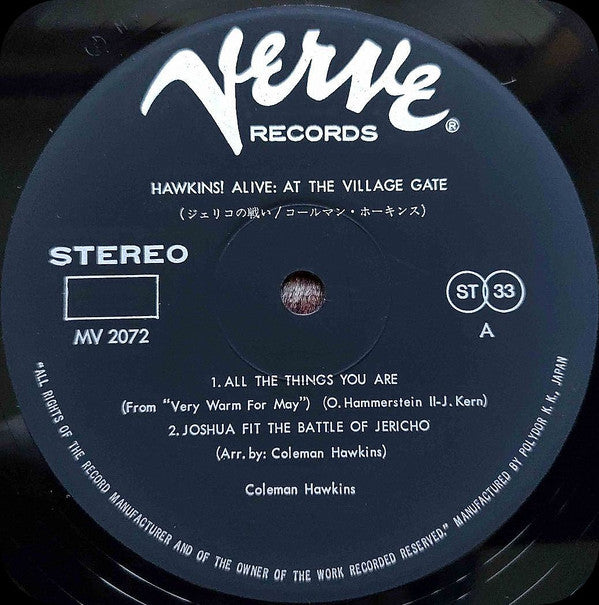 Verve
RECORDS ®
HAWKINS! ALIVE: AT THE VILLAGE GATE
(ジェリコの戦い / コールマン・ホーキンス)
STEREO
MV 2072
ST 33
A
1. ALL THE THINGS YOU ARE
(From “Very Warm For May”) (O. Hammerstein II-J. Kern)
2. JOSHUA FIT THE BATTLE OF JERICHO
(Arr. by: Coleman Hawkins)
Coleman Hawkins
"ALL RIGHTS OF THE RECORD MANUFACTURER AND OF THE OWNER OF THE WORK RECORDED RESERVED." MANUFACTURED BY POLYDOR K. K., JAPAN